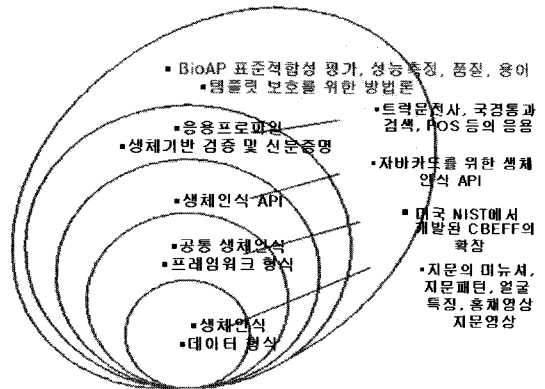 ▪ BioAP 표준적합성 평가, 성능측정, 품질, 용어
▪템플릿 보호를 위한 방법론
▪응용프로파일
▪생체기반 검증 및 신문증명
▪생체인식 API
▪공통 생체인식
▪프레임워크 형식
▪생체인식
▪데이터 형식
▪트럭운전사, 국경통과
검색, POS 등의 응용
▪자바카드를 위한 생체
인식 API
▪ 미국 NIST에서
개발된 CBEFF의
확장
▪지문의 미뉴셔,
지문패턴, 얼굴
특징, 홍채영상
지문영상